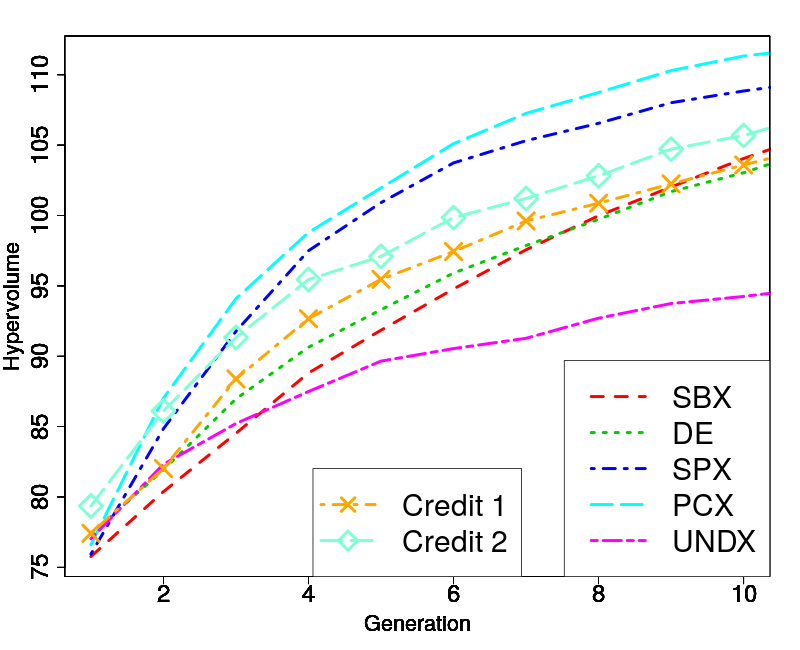 Hypervolume
110
105
100
95
90
85
80
75
2
4
6
8
10
Generation
Credit 1
Credit 2
SBX
DE
SPX
PCX
UNDX